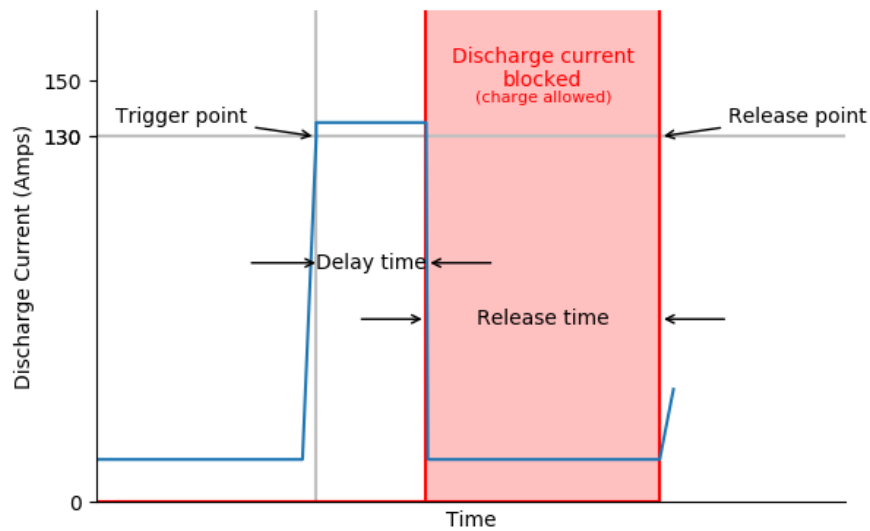 Discharge current
blocked
(charge allowed)
150
Trigger point
Release point
130
Discharge Current (Amps)
Delay time
Release time
0
Time